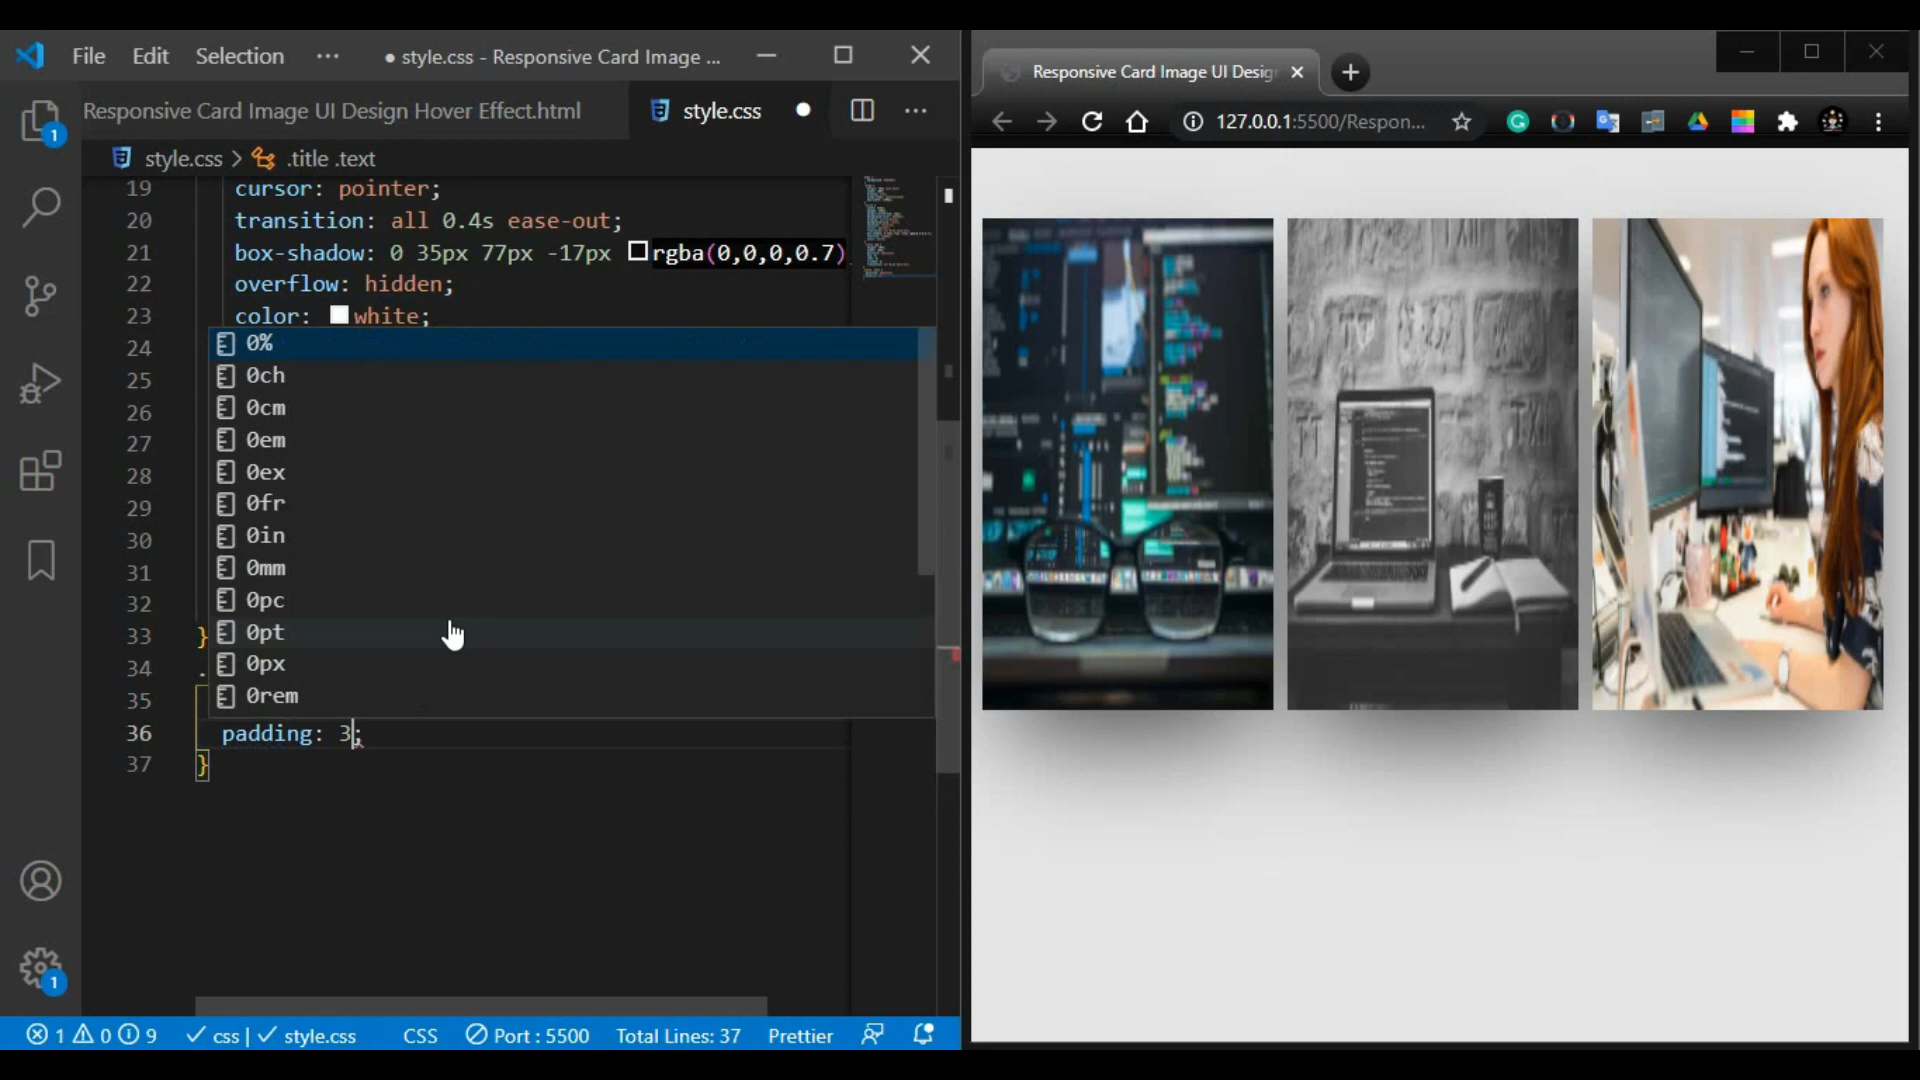 File Edit Selection ··· ● style.css - Responsive Card Image ...
Responsive Card Image UI Design Hover Effect.html style.css
style.css > .title .text
19 cursor: pointer;
20 transition: all 0.4s ease-out;
21 box-shadow: 0 35px 77px -17px rgba(0,0,0,0.7)
22 overflow: hidden;
23 color: white;
24 0%
25 0ch
26 0cm
27 0em
28 0ex
29 0fr
30 0in
31 0mm
32 0pc
33 } 0pt
34 . 0px
35 0rem
36 padding: 3;
37 }
1
1
1 0 9 css | style.css CSS Port : 5500 Total Lines: 37 Prettier
Responsive Card Image UI Desig
127.0.0.1:5500/Respon...